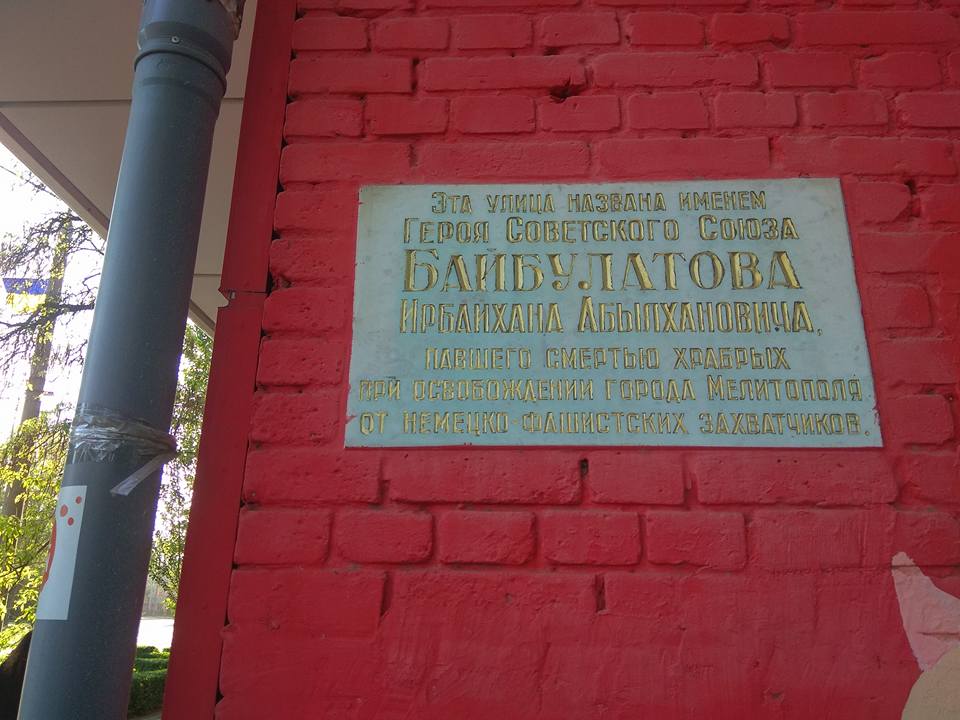 Эта улица названа именем
Героя Советского Союза
Байбулатова
Ирбайхана Абылхановича,
павшего смертью храбрых
при освобождении города Мелитополя
от немецко-фашистских захватчиков.